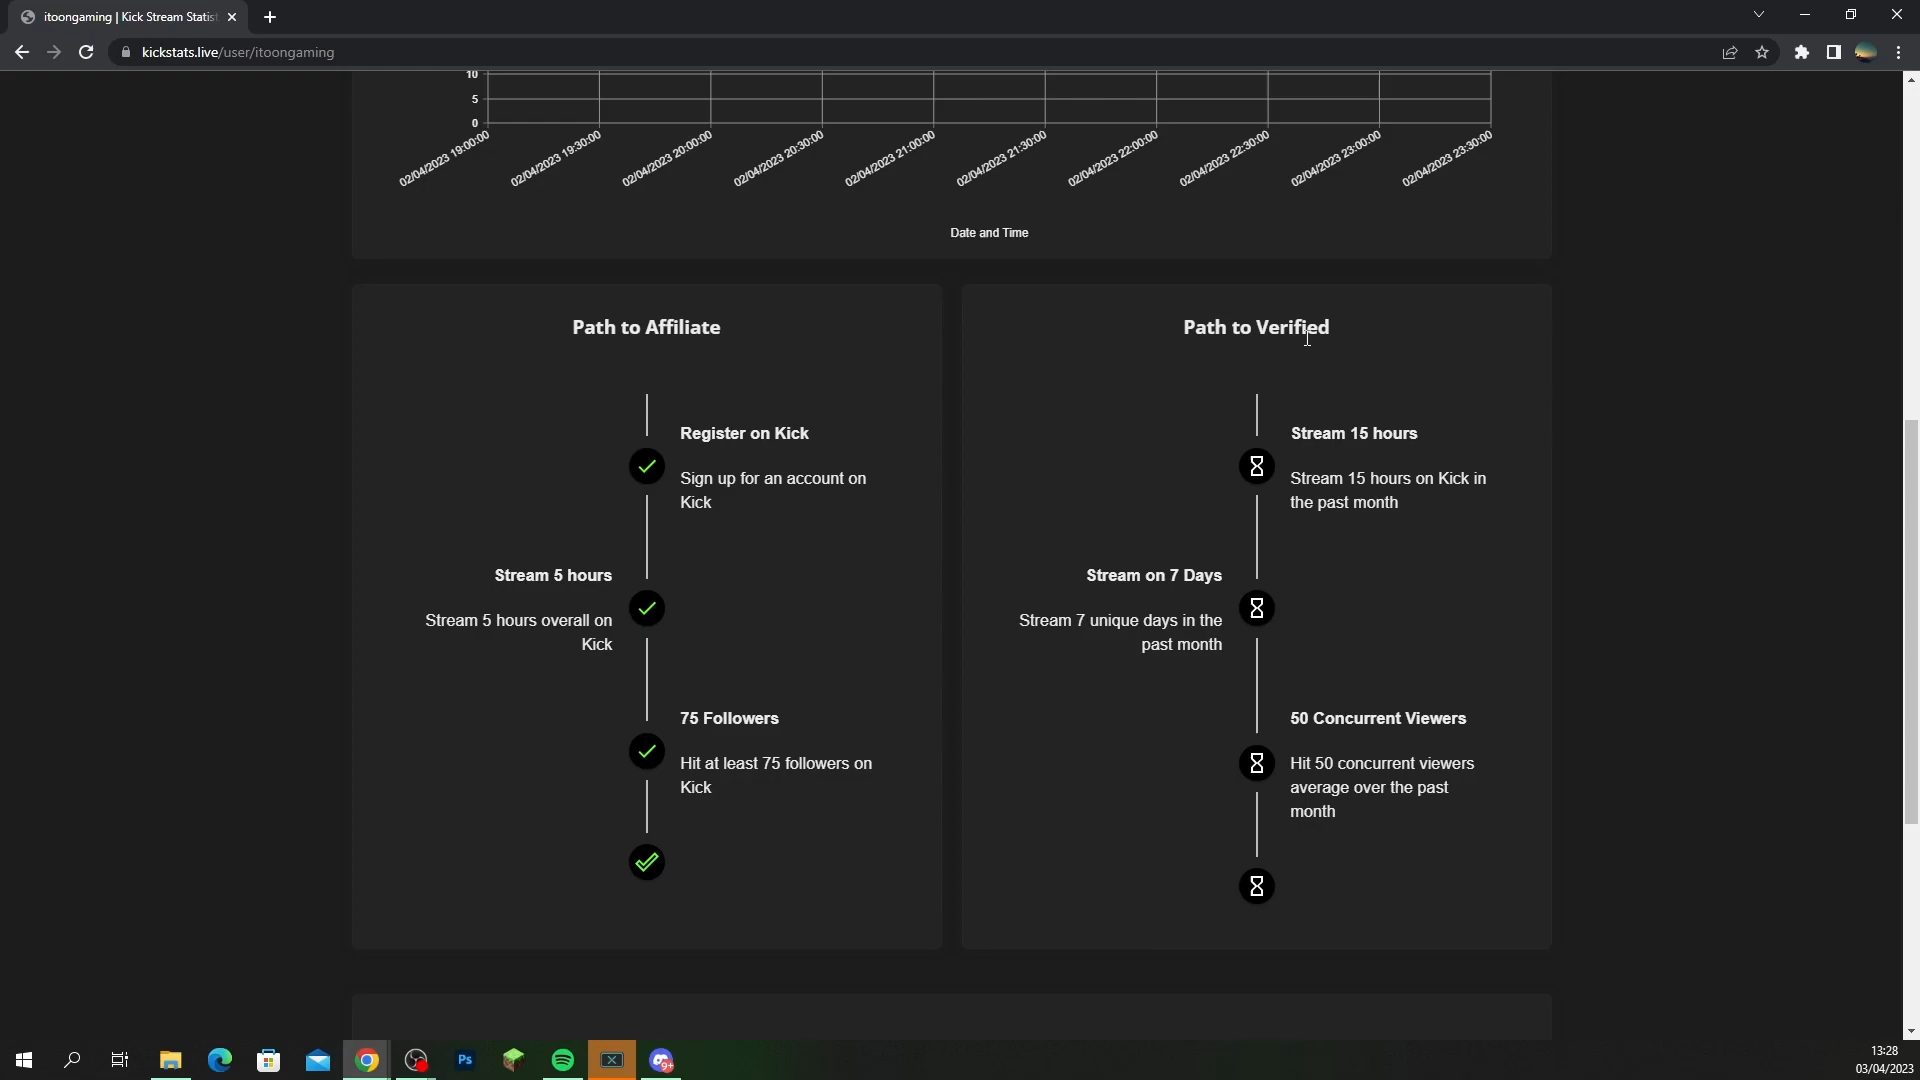 itoongaming | Kick Stream Statist
kickstats.live/user/itoongaming
10
5
0
02/04/2023 19:00:00
02/04/2023 19:30:00
02/04/2023 20:00:00
02/04/2023 20:30:00
02/04/2023 21:00:00
02/04/2023 21:30:00
02/04/2023 22:00:00
02/04/2023 22:30:00
02/04/2023 23:00:00
02/04/2023 23:30:00
Date and Time
Path to Affiliate
Register on Kick
Sign up for an account on
Kick
Stream 5 hours
Stream 5 hours overall on
Kick
75 Followers
Hit at least 75 followers on
Kick
Path to Verified
Stream 15 hours
Stream 15 hours on Kick in
the past month
Stream on 7 Days
Stream 7 unique days in the
past month
50 Concurrent Viewers
Hit 50 concurrent viewers
average over the past
month
Ps
9+
13:28
03/04/2023